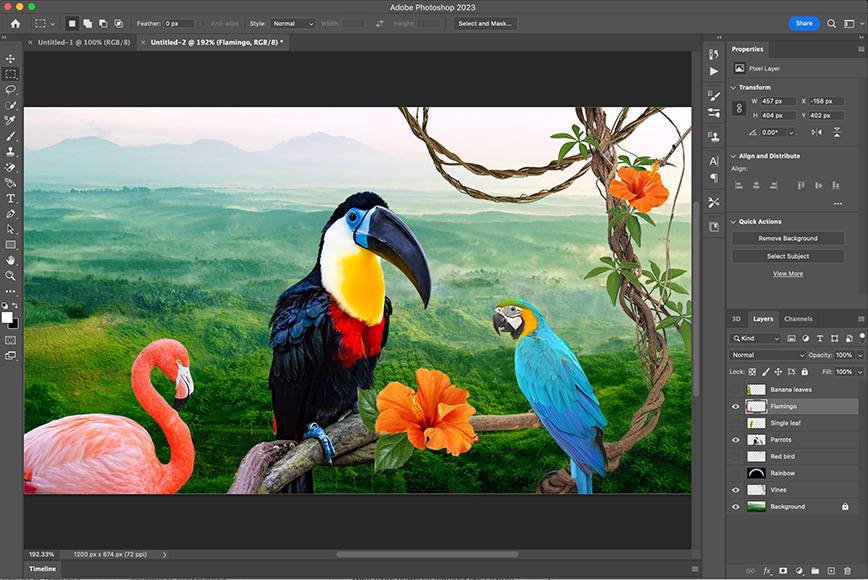 Adobe Photoshop 2023
Feather: 0 px
Anti-alias
Style: Normal
Width:
Height:
Select and Mask...
Share
Untitled-1 @ 100% (RGB/8)
Untitled-2 @ 192% (Flamingo, RGB/8) *
Properties
Pixel Layer
Transform
W 457 px X -158 px
H 404 px Y 402 px
0.00°
Align and Distribute
Align:
Quick Actions
Remove Background
Select Subject
View More
3D Layers Channels
Kind
Normal Opacity: 100%
Lock: Fill: 100%
Banana leaves
Flamingo
Single leaf
Parrots
Red bird
Rainbow
Vines
Background
192.33% 1200 px x 674 px (72 ppi)
Timeline